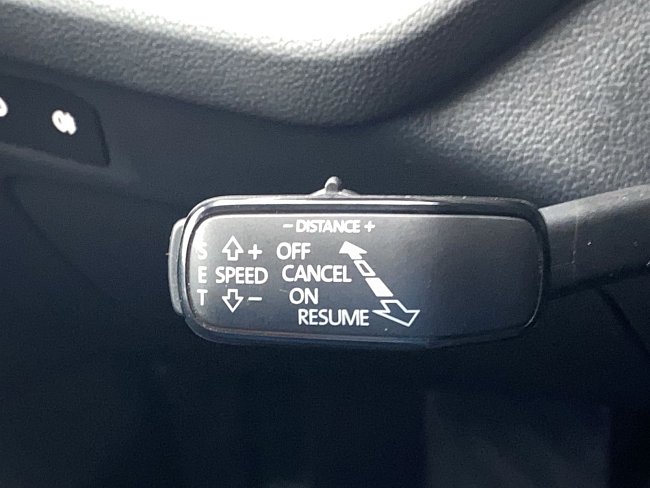 − DISTANCE +
S + OFF
E SPEED CANCEL
T − ON
RESUME